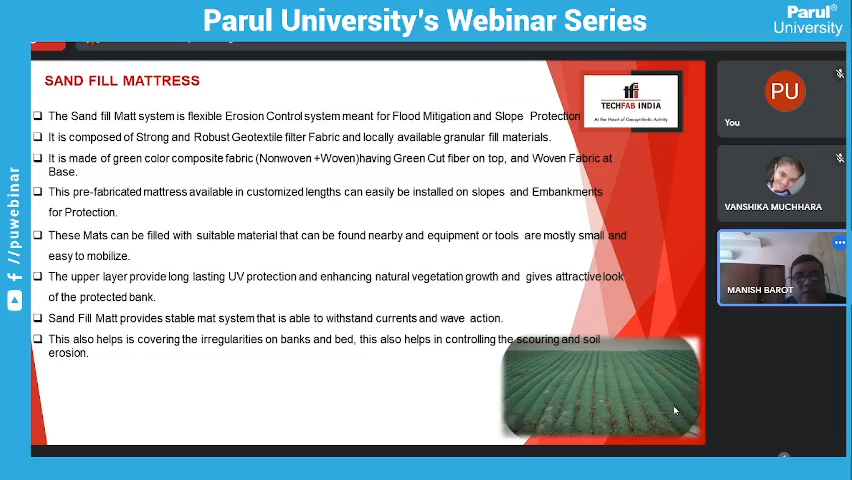 Parul University's Webinar Series
Parul®
University
//puwebinar
SAND FILL MATTRESS
TECHFAB INDIA
At the Heart of Geosynthetic Activity
❑ The Sand fill Matt system is flexible Erosion Control system meant for Flood Mitigation and Slope Protection
❑ It is composed of Strong and Robust Geotextile filter Fabric and locally available granular fill materials.
❑ It is made of green color composite fabric (Nonwoven +Woven)having Green Cut fiber on top, and Woven Fabric at
Base.
❑ This pre-fabricated mattress available in customized lengths can easily be installed on slopes and Embankments
for Protection.
❑ These Mats can be filled with suitable material that can be found nearby and equipment or tools are mostly small and
easy to mobilize.
❑ The upper layer provide long lasting UV protection and enhancing natural vegetation growth and gives attractive look
of the protected bank.
❑ Sand Fill Matt provides stable mat system that is able to withstand currents and wave action.
❑ This also helps is covering the irregularities on banks and bed, this also helps in controlling the scouring and soil
erosion.
PU
You
VANSHIKA MUCHHARA
MANISH BAROT